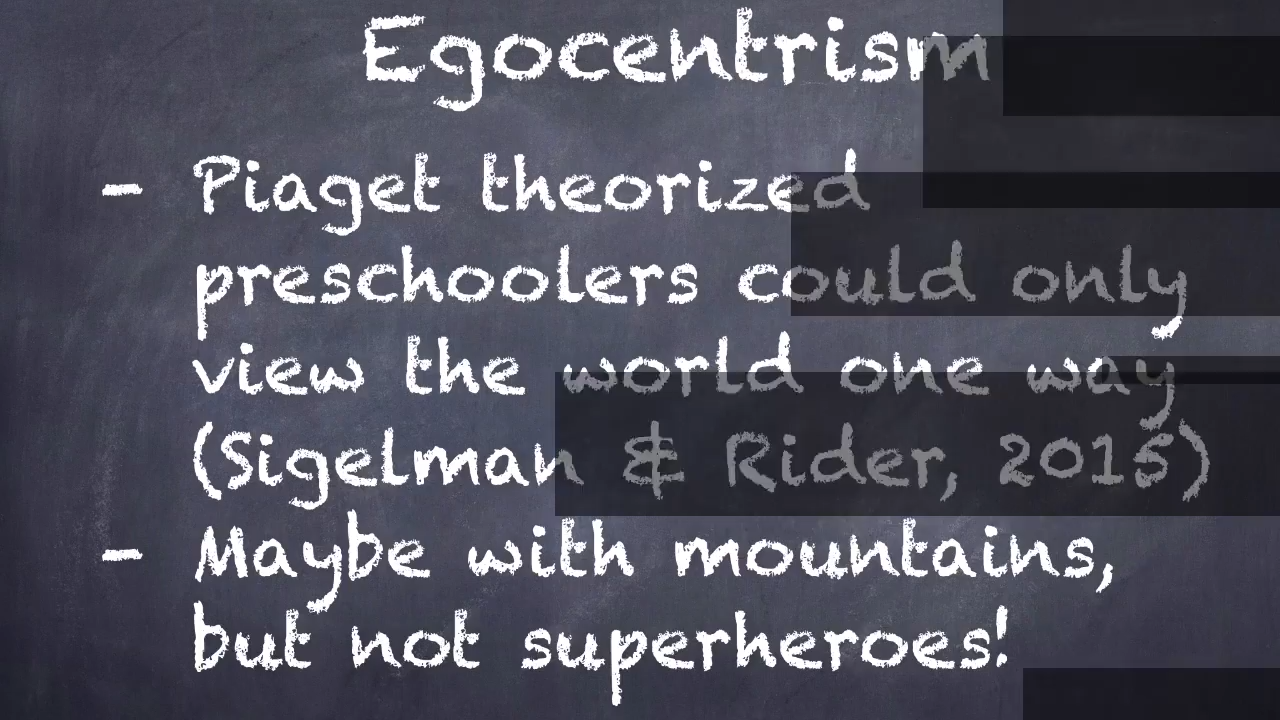 Egocentrism
- Piaget theorized
preschoolers could only
view the world one way
(Sigelman & Rider, 2015)
- Maybe with mountains,
but not superheroes!